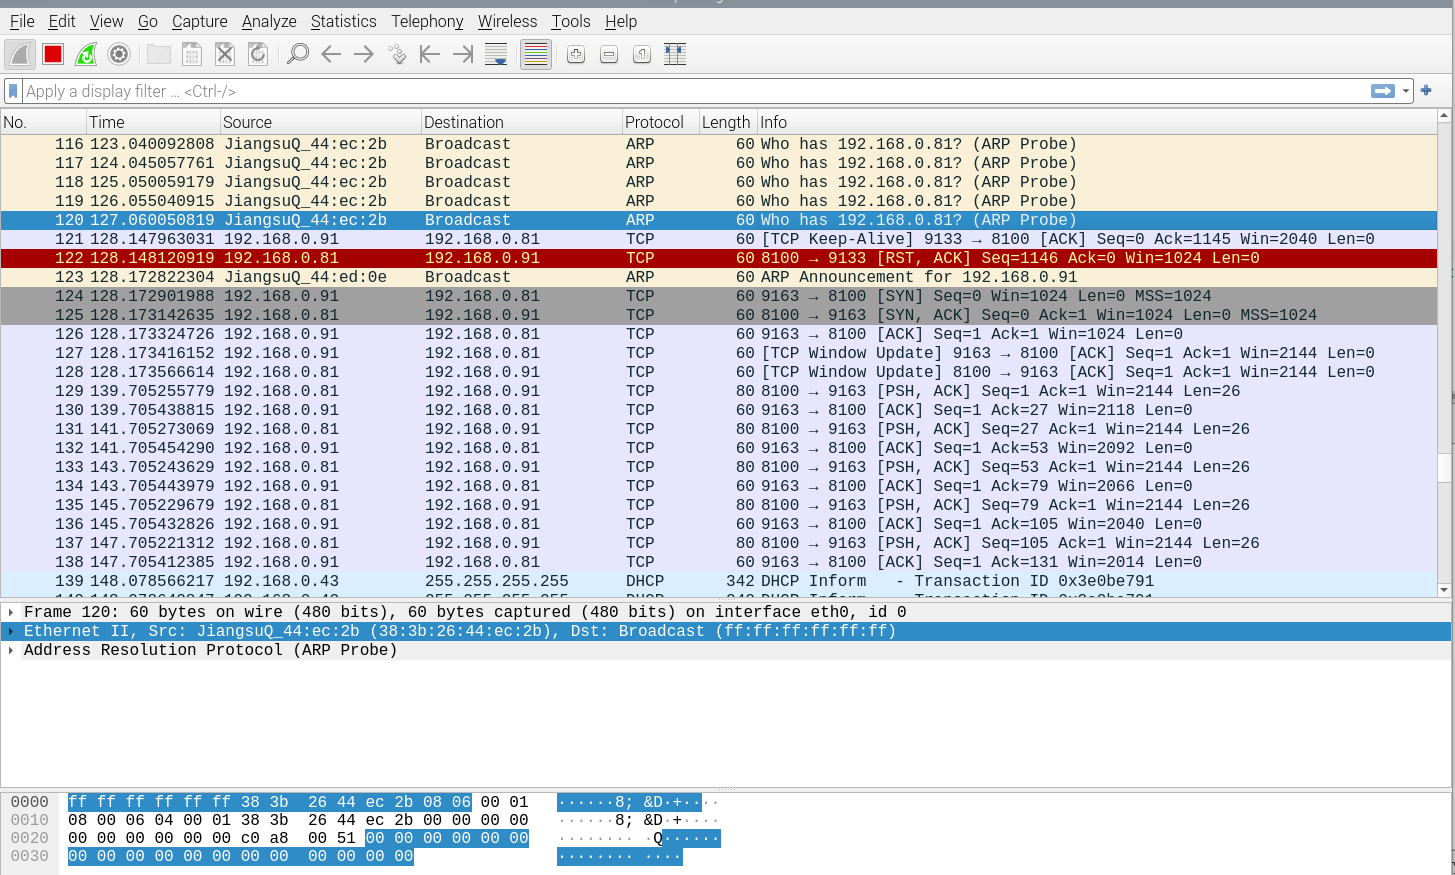 File Edit View Go Capture Analyze Statistics Telephony Wireless Tools Help
Apply a display filter … <Ctrl-/>
No. Time Source Destination Protocol Length Info
116 123.040092808 JiangsuQ_44:ec:2b Broadcast ARP 60 Who has 192.168.0.81? (ARP Probe)
117 124.045057761 JiangsuQ_44:ec:2b Broadcast ARP 60 Who has 192.168.0.81? (ARP Probe)
118 125.050059179 JiangsuQ_44:ec:2b Broadcast ARP 60 Who has 192.168.0.81? (ARP Probe)
119 126.055040915 JiangsuQ_44:ec:2b Broadcast ARP 60 Who has 192.168.0.81? (ARP Probe)
120 127.060050819 JiangsuQ_44:ec:2b Broadcast ARP 60 Who has 192.168.0.81? (ARP Probe)
121 128.147963031 192.168.0.91 192.168.0.81 TCP 60 [TCP Keep-Alive] 9133 → 8100 [ACK] Seq=0 Ack=1145 Win=2040 Len=0
122 128.148120919 192.168.0.81 192.168.0.91 TCP 60 8100 → 9133 [RST, ACK] Seq=1146 Ack=0 Win=1024 Len=0
123 128.172822304 JiangsuQ_44:ed:0e Broadcast ARP 60 ARP Announcement for 192.168.0.91
124 128.172901988 192.168.0.91 192.168.0.81 TCP 60 9163 → 8100 [SYN] Seq=0 Win=1024 Len=0 MSS=1024
125 128.173142635 192.168.0.81 192.168.0.91 TCP 60 8100 → 9163 [SYN, ACK] Seq=0 Ack=1 Win=1024 Len=0 MSS=1024
126 128.173324726 192.168.0.91 192.168.0.81 TCP 60 9163 → 8100 [ACK] Seq=1 Ack=1 Win=1024 Len=0
127 128.173416152 192.168.0.91 192.168.0.81 TCP 60 [TCP Window Update] 9163 → 8100 [ACK] Seq=1 Ack=1 Win=2144 Len=0
128 128.173566614 192.168.0.81 192.168.0.91 TCP 60 [TCP Window Update] 8100 → 9163 [ACK] Seq=1 Ack=1 Win=2144 Len=0
129 139.705255779 192.168.0.81 192.168.0.91 TCP 80 8100 → 9163 [PSH, ACK] Seq=1 Ack=1 Win=2144 Len=26
130 139.705438815 192.168.0.91 192.168.0.81 TCP 60 9163 → 8100 [ACK] Seq=1 Ack=27 Win=2118 Len=0
131 141.705273069 192.168.0.81 192.168.0.91 TCP 80 8100 → 9163 [PSH, ACK] Seq=27 Ack=1 Win=2144 Len=26
132 141.705454290 192.168.0.91 192.168.0.81 TCP 60 9163 → 8100 [ACK] Seq=1 Ack=53 Win=2092 Len=0
133 143.705243629 192.168.0.81 192.168.0.91 TCP 80 8100 → 9163 [PSH, ACK] Seq=53 Ack=1 Win=2144 Len=26
134 143.705443979 192.168.0.91 192.168.0.81 TCP 60 9163 → 8100 [ACK] Seq=1 Ack=79 Win=2066 Len=0
135 145.705229679 192.168.0.81 192.168.0.91 TCP 80 8100 → 9163 [PSH, ACK] Seq=79 Ack=1 Win=2144 Len=26
136 145.705432826 192.168.0.91 192.168.0.81 TCP 60 9163 → 8100 [ACK] Seq=1 Ack=105 Win=2040 Len=0
137 147.705221312 192.168.0.81 192.168.0.91 TCP 80 8100 → 9163 [PSH, ACK] Seq=105 Ack=1 Win=2144 Len=26
138 147.705412385 192.168.0.91 192.168.0.81 TCP 60 9163 → 8100 [ACK] Seq=1 Ack=131 Win=2014 Len=0
139 148.078566217 192.168.0.43 255.255.255.255 DHCP 342 DHCP Inform - Transaction ID 0x3e0be791
Frame 120: 60 bytes on wire (480 bits), 60 bytes captured (480 bits) on interface eth0, id 0
Ethernet II, Src: JiangsuQ_44:ec:2b (38:3b:26:44:ec:2b), Dst: Broadcast (ff:ff:ff:ff:ff:ff)
Address Resolution Protocol (ARP Probe)
0000 ff ff ff ff ff ff 38 3b 26 44 ec 2b 08 06 00 01 ······8; &D·+····
0010 08 00 06 04 00 01 38 3b 26 44 ec 2b 00 00 00 00 ······8; &D·+····
0020 00 00 00 00 00 00 c0 a8 00 51 00 00 00 00 00 00 ········ ·Q······
0030 00 00 00 00 00 00 00 00 00 00 00 00 ········ ····